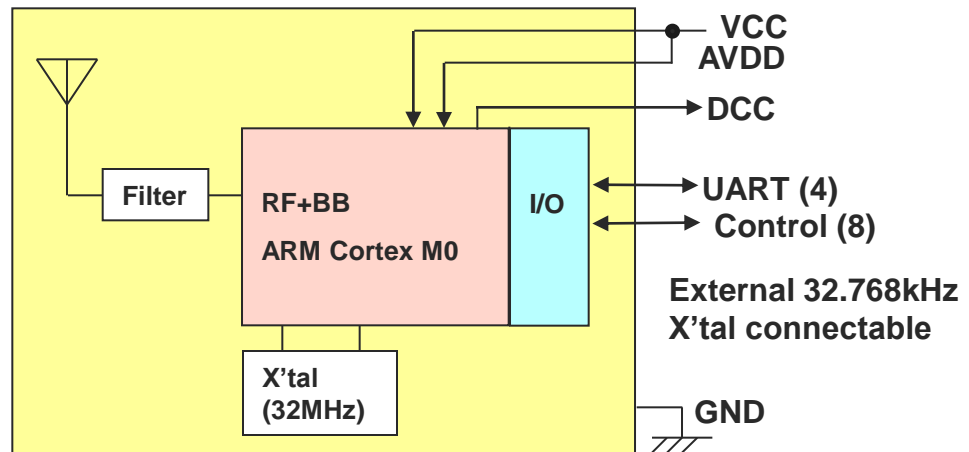 VCC
AVDD
DCC
Filter
RF+BB
ARM Cortex M0
I/O
UART (4)
Control (8)
External 32.768kHz
X'tal connectable
X'tal
(32MHz)
GND